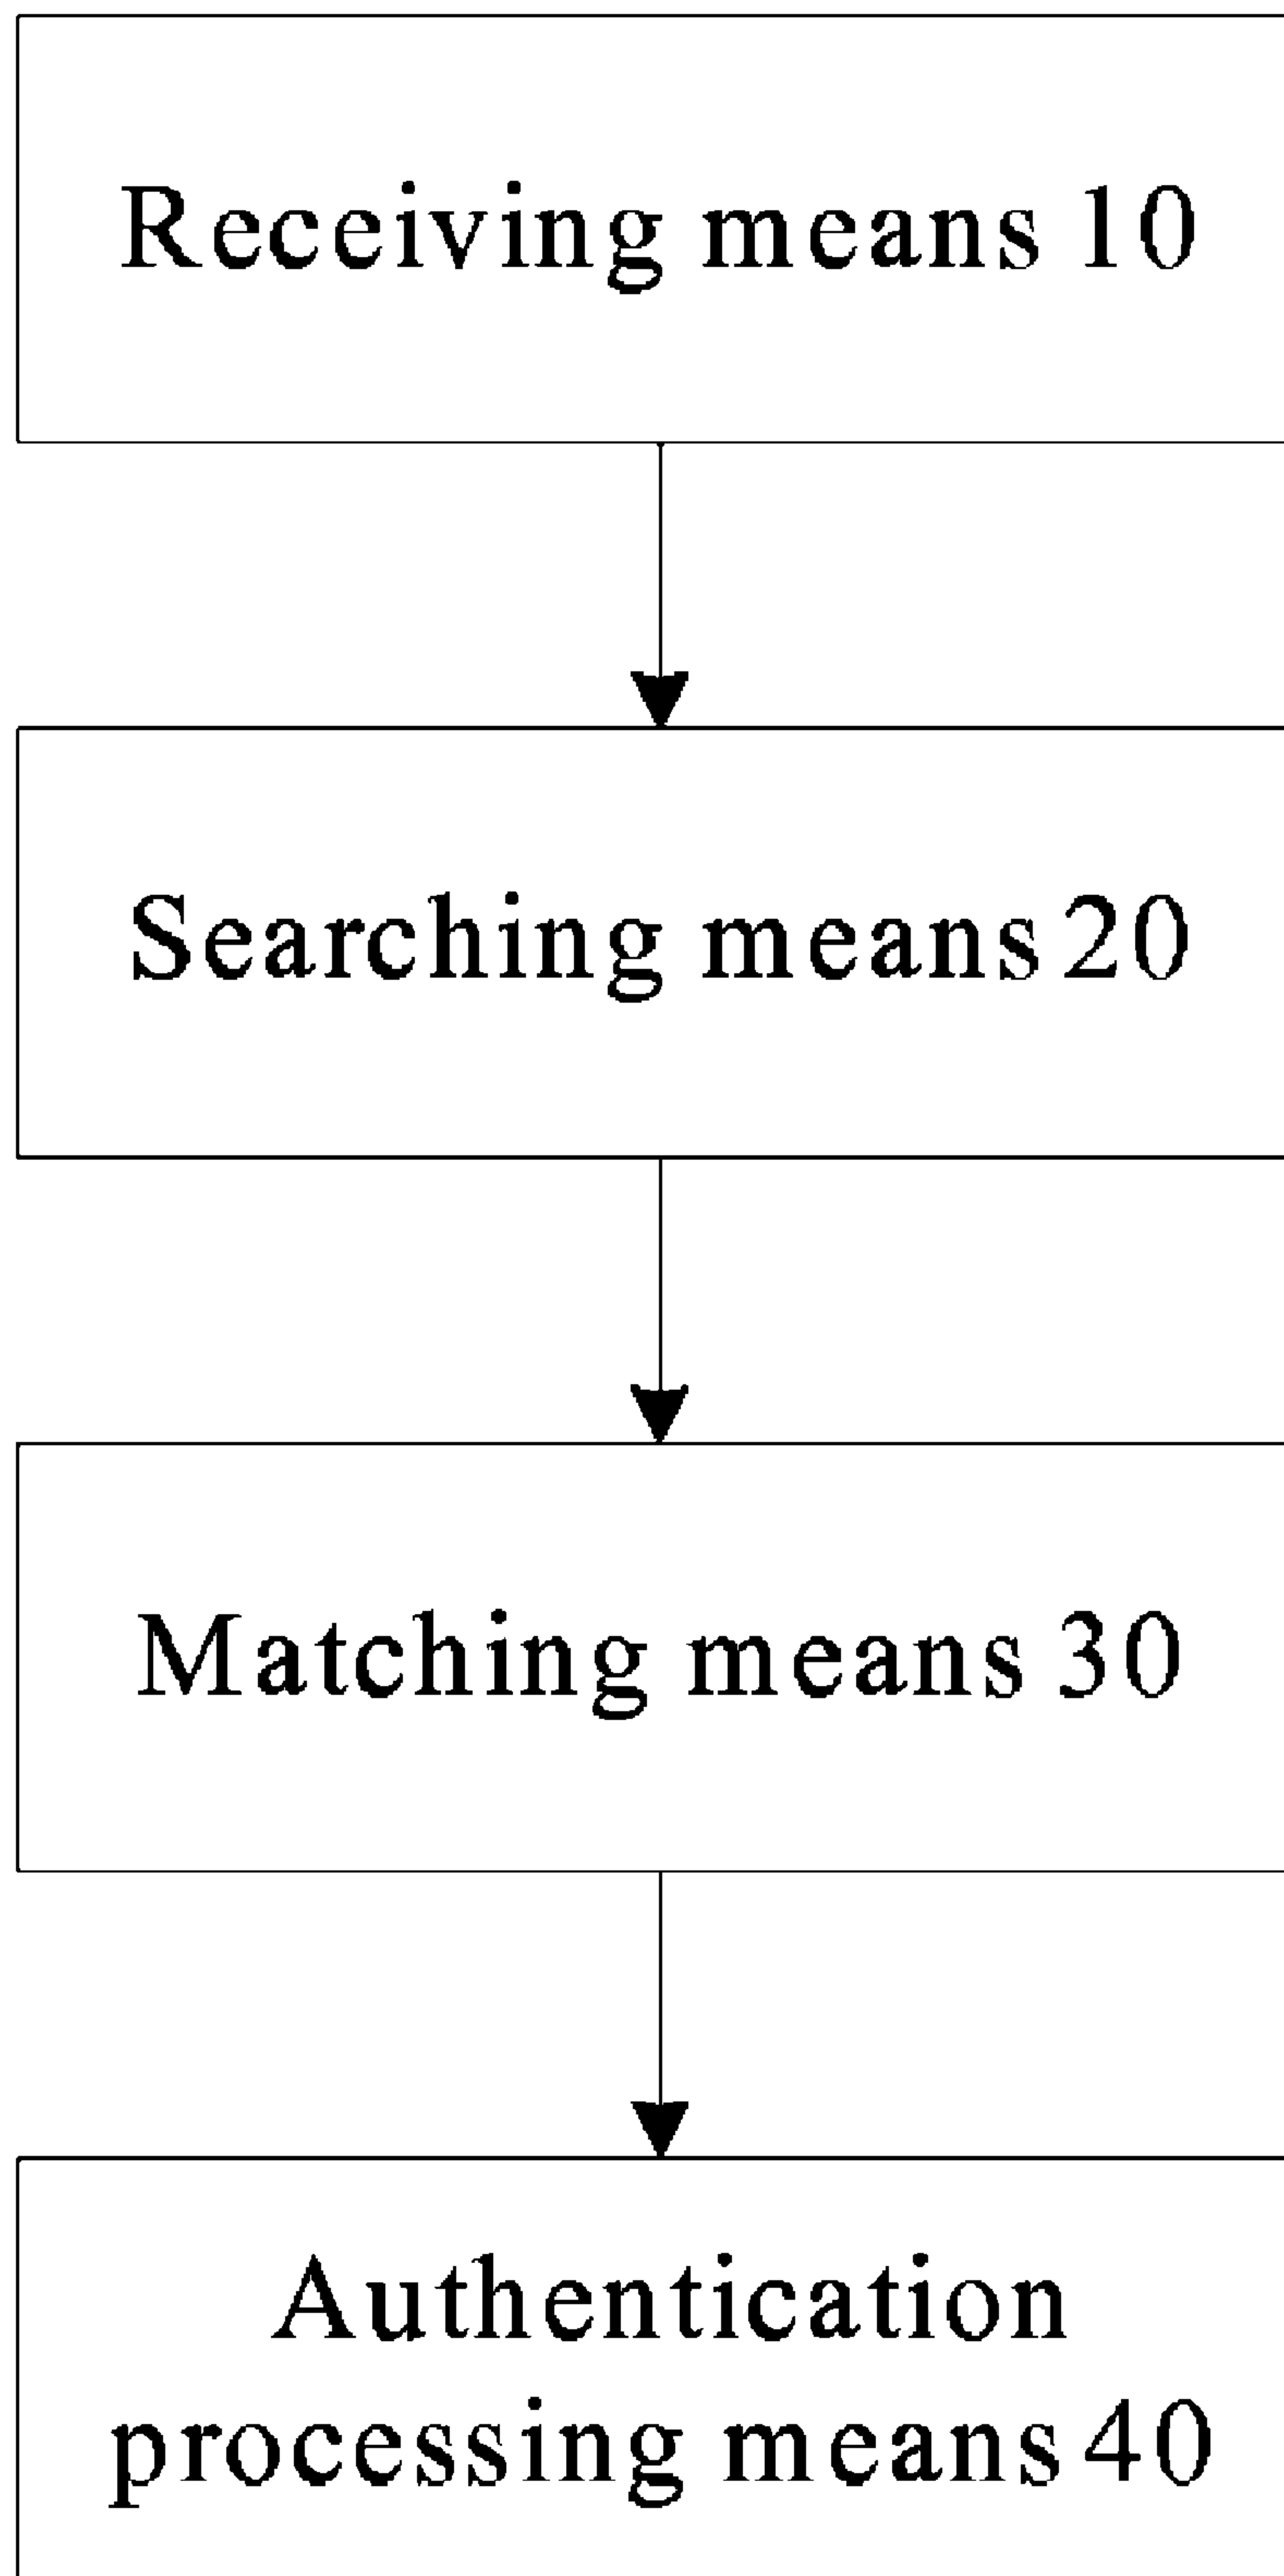 Receiving means 10
Searching means 20
Matching means 30
Authentication
processing means 40